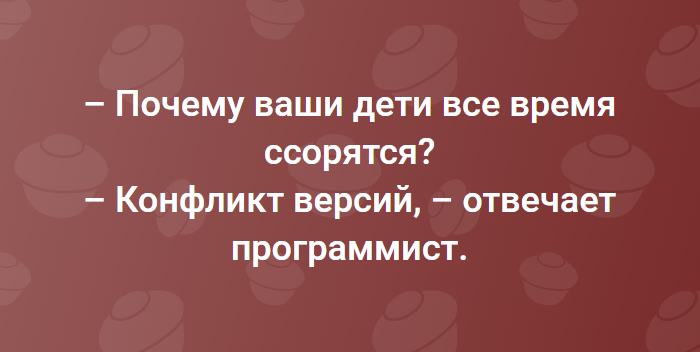 – Почему ваши дети все время
ссорятся?
– Конфликт версий, – отвечает
программист.